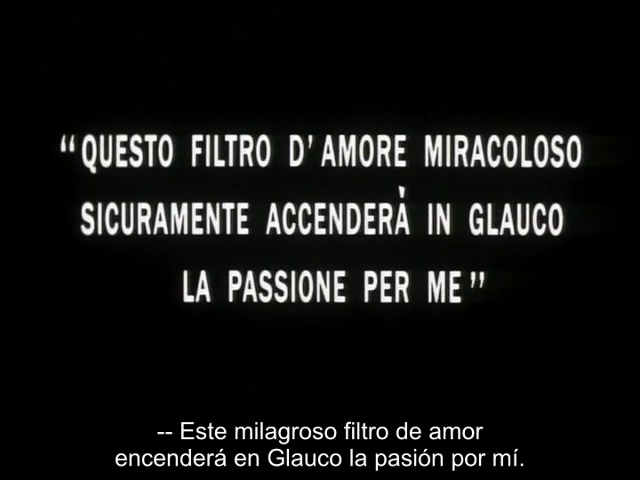 “QUESTO FILTRO D'AMORE MIRACOLOSO
SICURAMENTE ACCENDERÀ IN GLAUCO
LA PASSIONE PER ME”
-- Este milagroso filtro de amor
encenderá en Glauco la pasión por mí.